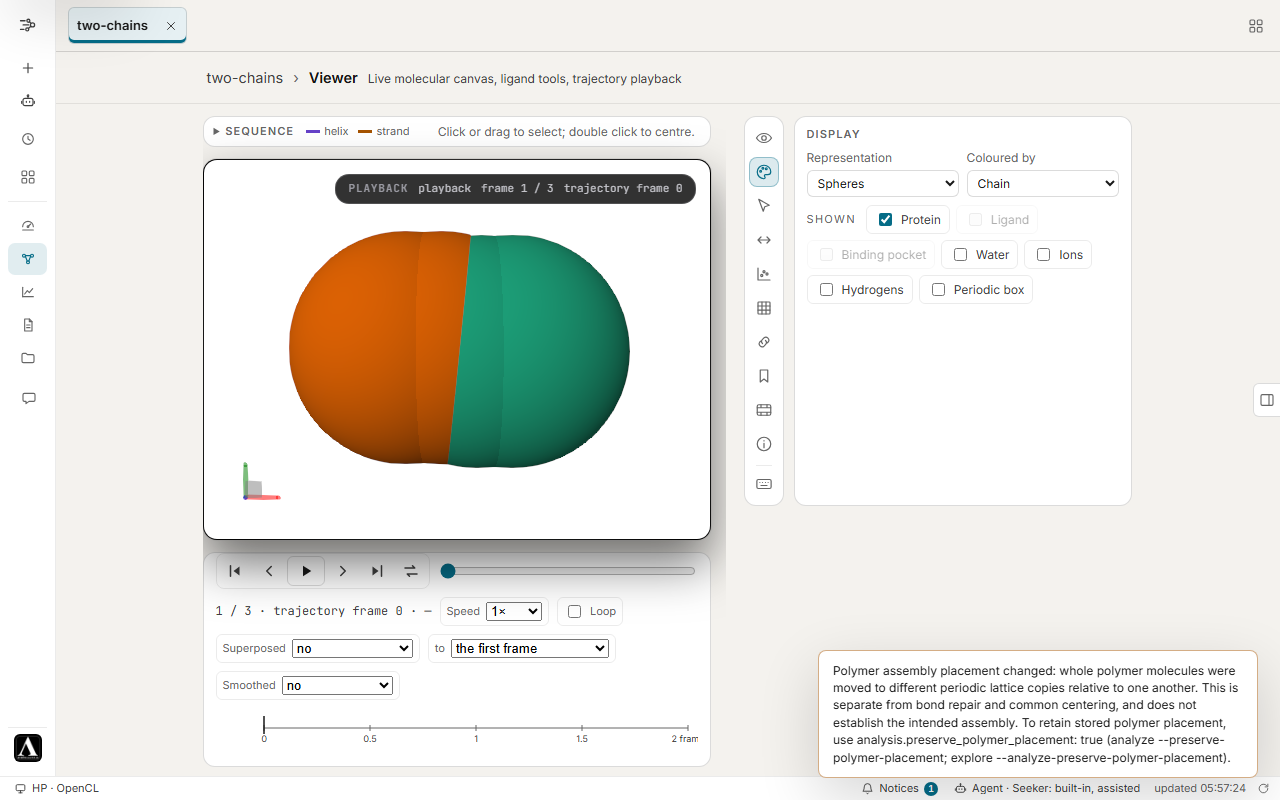 two-chains
two-chains › Viewer Live molecular canvas, ligand tools, trajectory playback
SEQUENCE helix strand Click or drag to select; double click to centre.
PLAYBACK playback frame 1 / 3 trajectory frame 0
DISPLAY
Representation Coloured by
Spheres Chain
SHOWN Protein Ligand
Binding pocket Water Ions
Hydrogens Periodic box
1 / 3 · trajectory frame 0 · — Speed 1× Loop
Superposed no to the first frame
Smoothed no
0 0.5 1 1.5 2 fram
Polymer assembly placement changed: whole polymer molecules were
moved to different periodic lattice copies relative to one another. This is
separate from bond repair and common centering, and does not
establish the intended assembly. To retain stored polymer placement,
use analysis.preserve_polymer_placement: true (analyze --preserve-
polymer-placement; explore --analyze-preserve-polymer-placement).
HP · OpenCL Notices 1 Agent · Seeker: built-in, assisted updated 05:57:24